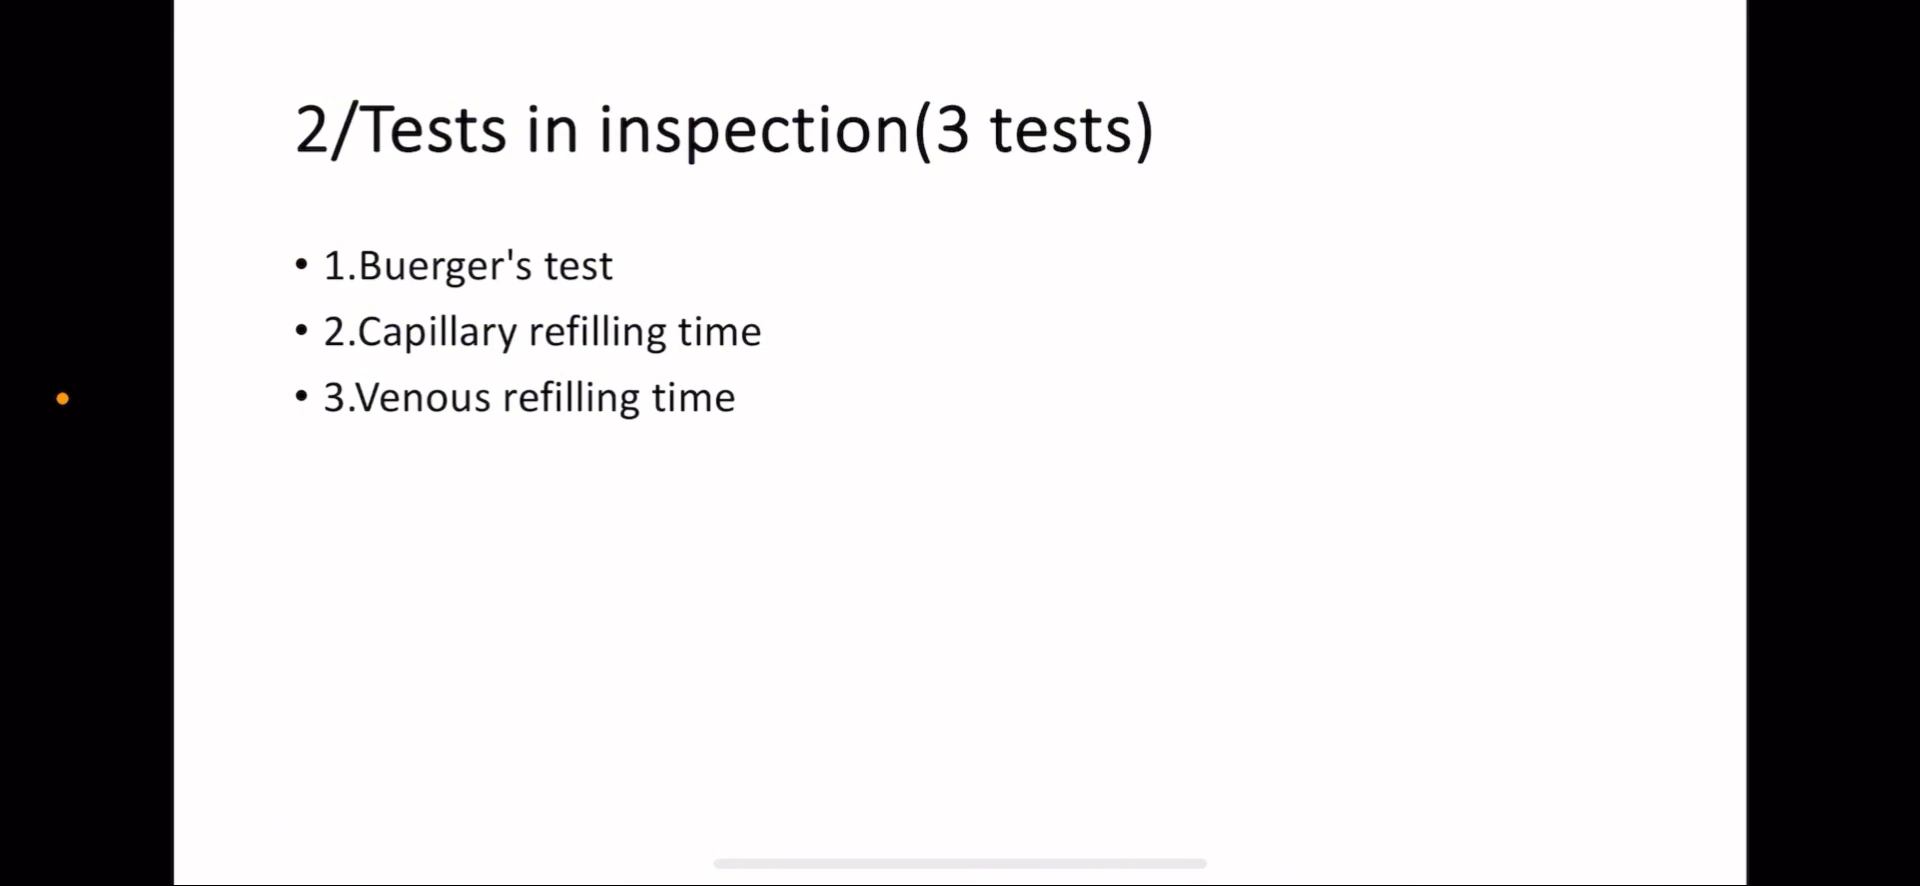 2/Tests in inspection(3 tests)
• 1.Buerger's test
• 2.Capillary refilling time
• 3.Venous refilling time